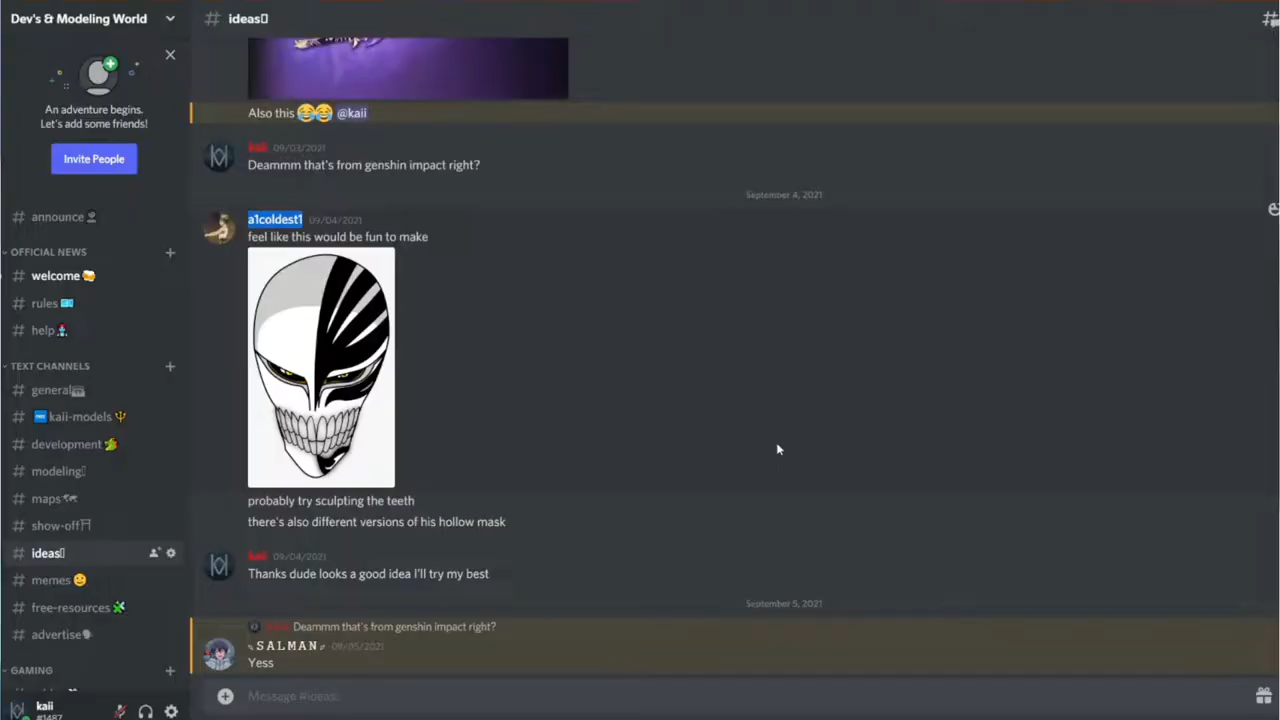 Dev's & Modeling World
ideas
Also this 😂😂 @kaii
An adventure begins.
Let's add some friends!
Invite People
kaii 09/03/2021
Deammm that's from genshin impact right?
September 4, 2021
announce
a1coldest1 09/04/2021
feel like this would be fun to make
OFFICIAL NEWS
welcome 🍻
rules
help
TEXT CHANNELS
general
kaii-models 🔱
development
modeling
maps
show-off
ideas
memes
free-resources
advertise
GAMING
probably try sculpting the teeth
there's also different versions of his hollow mask
kaii 09/04/2021
Thanks dude looks a good idea I'll try my best
September 5, 2021
Deammm that's from genshin impact right?
SALMAN 09/05/2021
Yess
Message #ideas
kaii
#1487